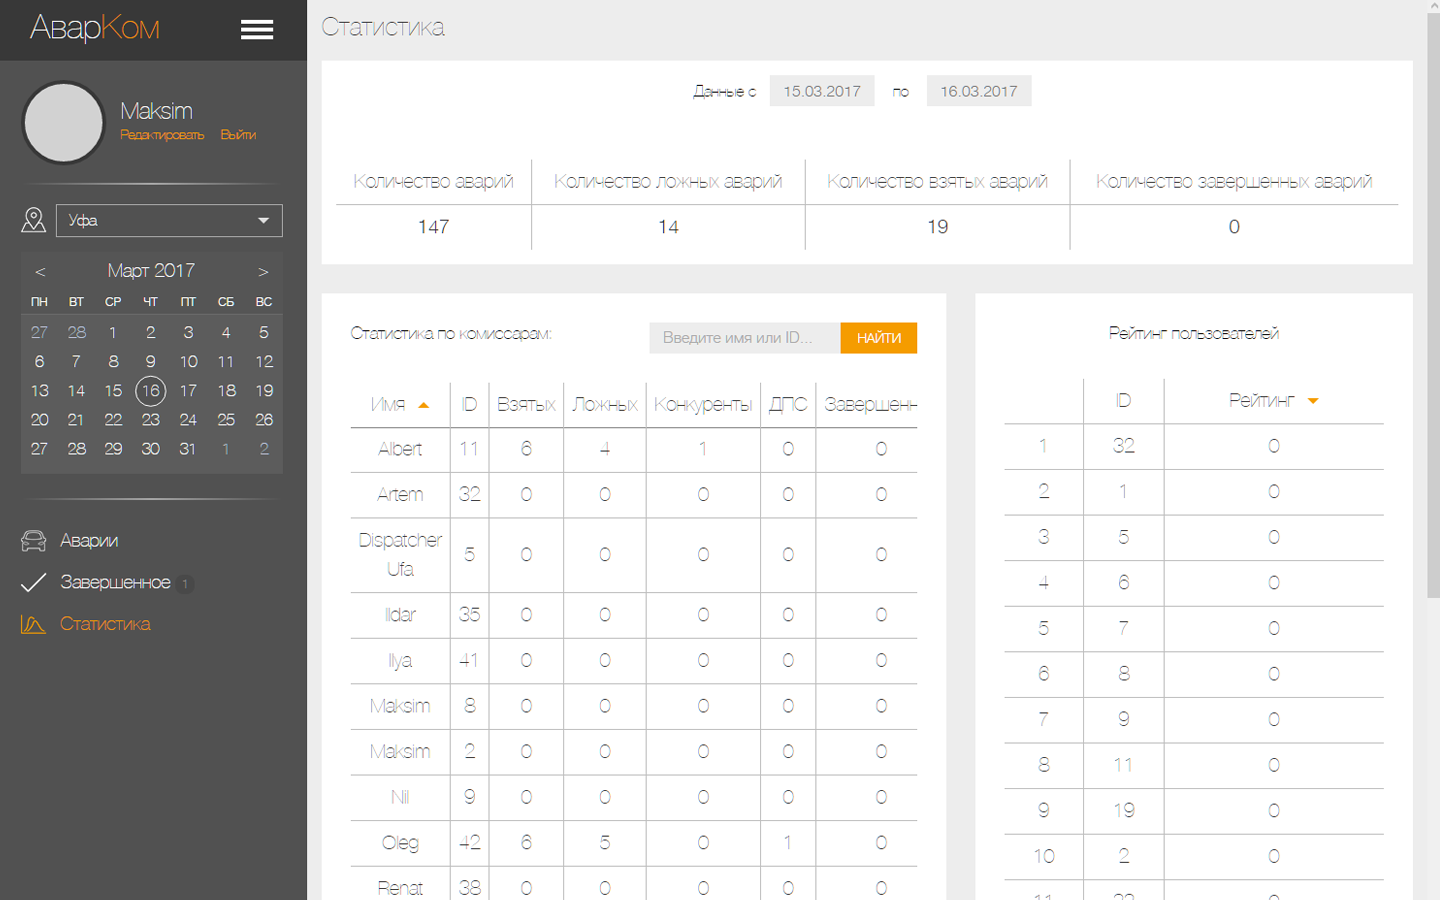 АварКом
Maksim
Редактировать Выйти
Уфа
< Март 2017 >
ПН ВТ СР ЧТ ПТ СБ ВС
27 28 1 2 3 4 5
6 7 8 9 10 11 12
13 14 15 16 17 18 19
20 21 22 23 24 25 26
27 28 29 30 31 1 2
Аварии
Завершенное 1
Статистика
Статистика
Данные с 15.03.2017 по 16.03.2017
Количество аварий Количество ложных аварий Количество взятых аварий Количество завершенных аварий
147 14 19 0
Статистика по комиссарам: Введите имя или ID... НАЙТИ
Имя ID Взятых Ложных Конкуренты ДПС Завершенн
Albert 11 6 4 1 0 0
Artem 32 0 0 0 0 0
Dispatcher
Ufa 5 0 0 0 0 0
Ildar 35 0 0 0 0 0
Ilya 41 0 0 0 0 0
Maksim 8 0 0 0 0 0
Maksim 2 0 0 0 0 0
Nil 9 0 0 0 0 0
Oleg 42 6 5 0 1 0
Renat 38 0 0 0 0 0
Рейтинг пользователей
ID Рейтинг
1 32 0
2 1 0
3 5 0
4 6 0
5 7 0
6 8 0
7 9 0
8 11 0
9 19 0
10 2 0